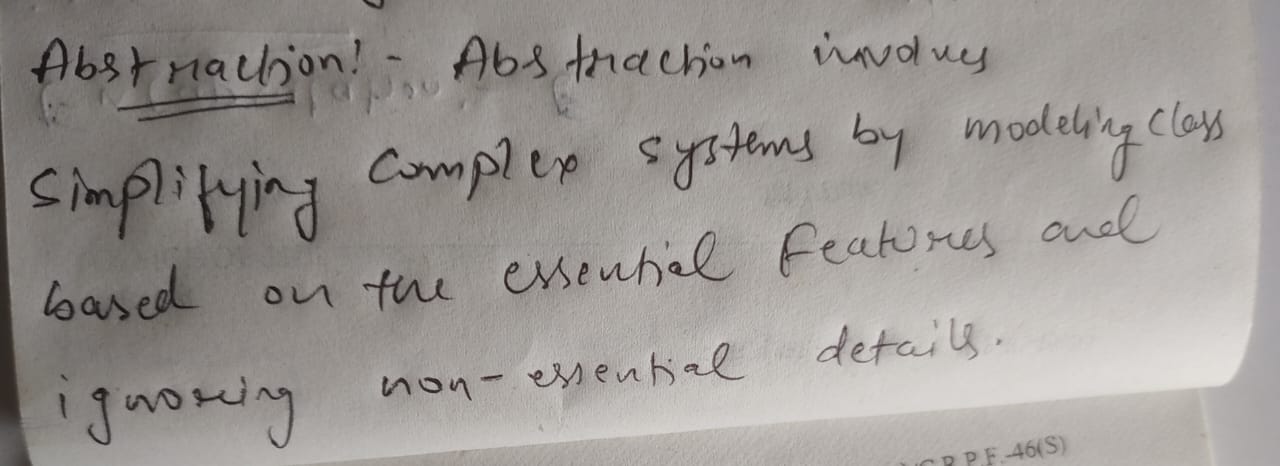 Abstraction:- Abstraction involves
Simplifying Complex systems by modeling class
based on the essential features and
ignoring non-essential details.
P.F.-46(S)